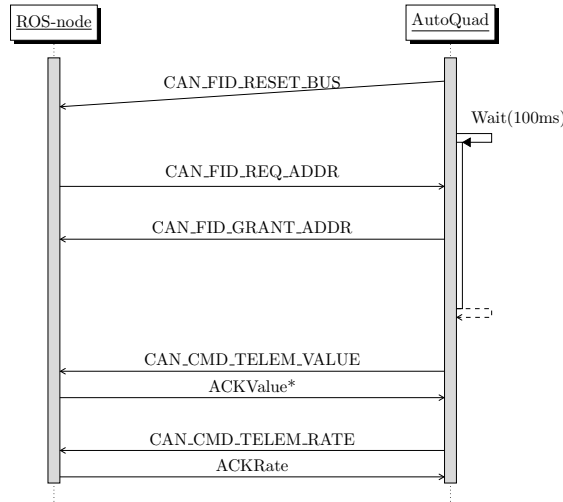 ROS-node
AutoQuad
CAN_FID_RESET_BUS
Wait(100ms)
CAN_FID_REQ_ADDR
CAN_FID_GRANT_ADDR
CAN_CMD_TELEM_VALUE
ACKValue*
CAN_CMD_TELEM_RATE
ACKRate